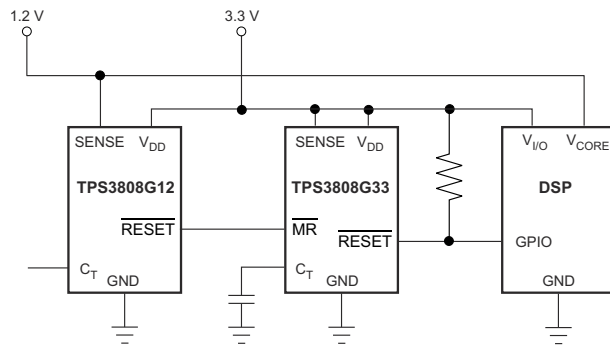 1.2 V
3.3 V
SENSE
VDD
TPS3808G12
RESET
CT
GND
SENSE
VDD
TPS3808G33
MR
RESET
CT
GND
VI/O
VCORE
DSP
GPIO
GND